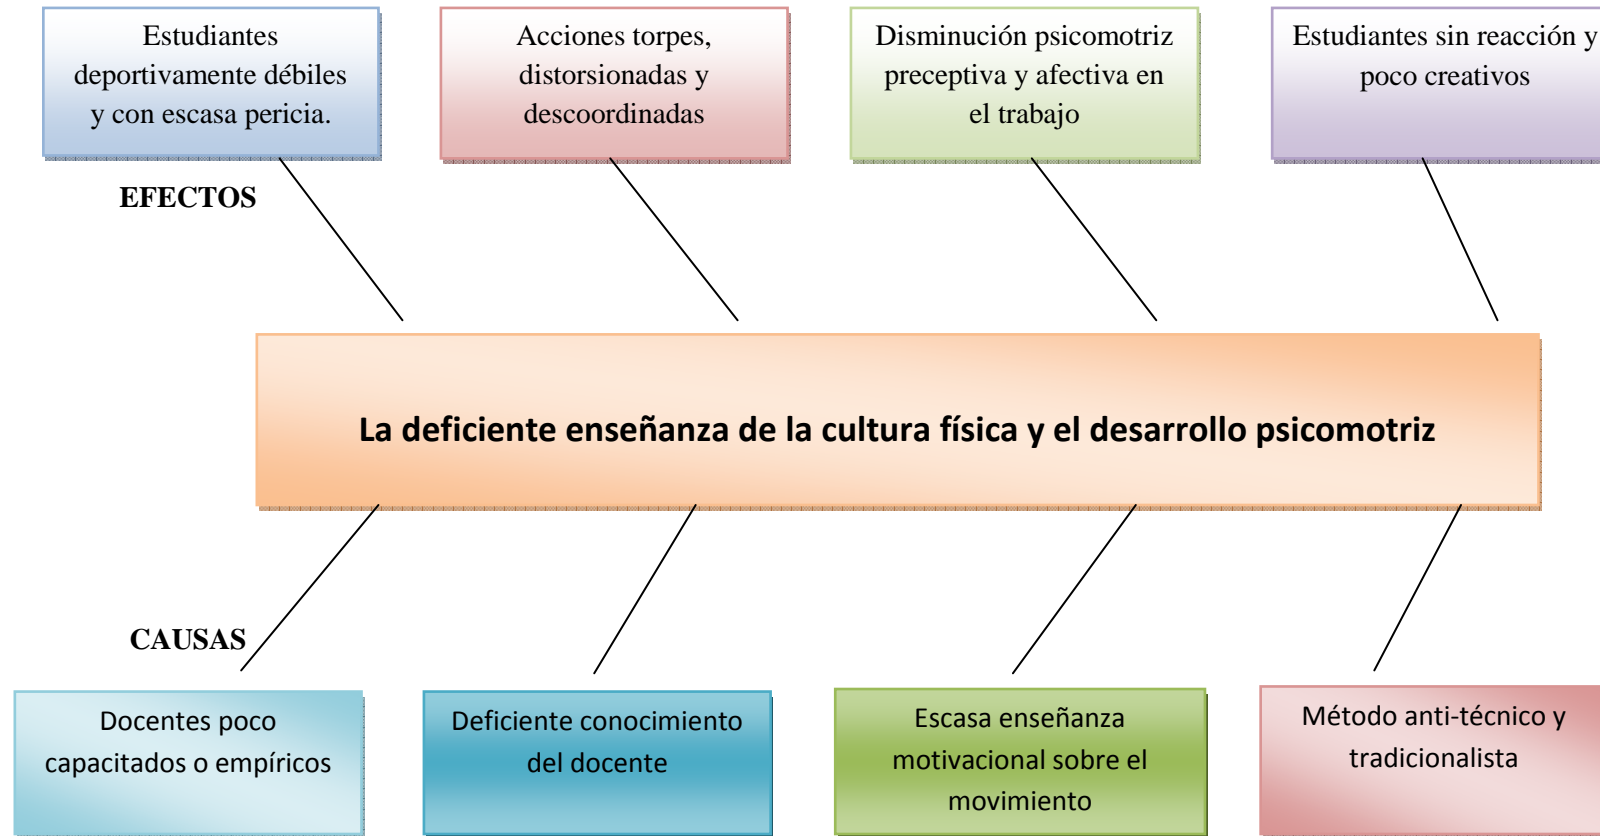 Estudiantes
deportivamente débiles
y con escasa pericia.
Acciones torpes,
distorsionadas y
descoordinadas
Disminución psicomotriz
preceptiva y afectiva en
el trabajo
Estudiantes sin reacción y
poco creativos
EFECTOS
La deficiente enseñanza de la cultura física y el desarrollo psicomotriz
CAUSAS
Docentes poco
capacitados o empíricos
Deficiente conocimiento
del docente
Escasa enseñanza
motivacional sobre el
movimiento
Método anti-técnico y
tradicionalista